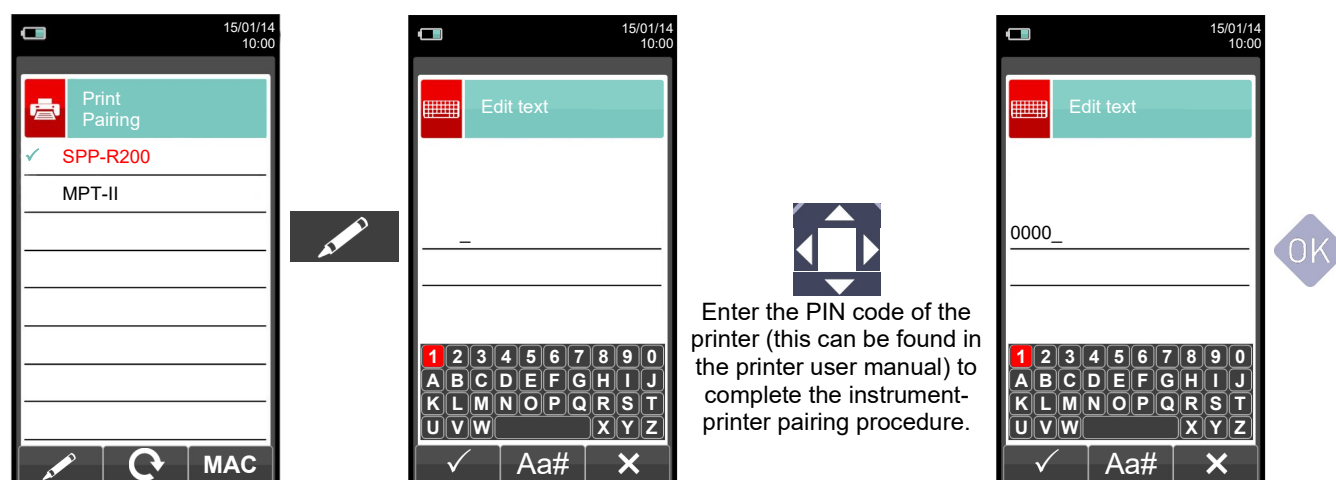 15/01/14
10:00
Print
Pairing
✓ SPP-R200
MPT-II
MAC
15/01/14
10:00
Edit text
_
1 2 3 4 5 6 7 8 9 0
A B C D E F G H I J
K L M N O P Q R S T
U V W X Y Z
✓ Aa# ✕
Enter the PIN code of the
printer (this can be found in
the printer user manual) to
complete the instrument-
printer pairing procedure.
15/01/14
10:00
Edit text
0000_
1 2 3 4 5 6 7 8 9 0
A B C D E F G H I J
K L M N O P Q R S T
U V W X Y Z
✓ Aa# ✕
OK